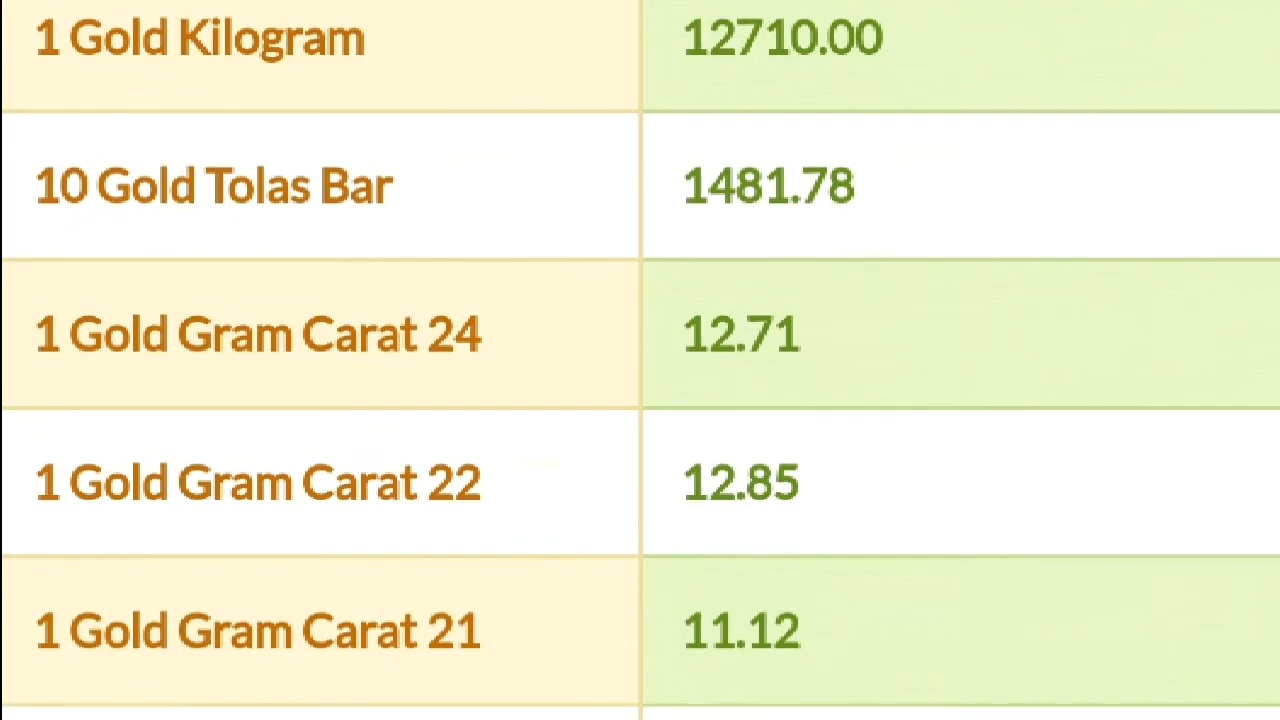 1 Gold Kilogram 12710.00
10 Gold Tolas Bar 1481.78
1 Gold Gram Carat 24 12.71
1 Gold Gram Carat 22 12.85
1 Gold Gram Carat 21 11.12